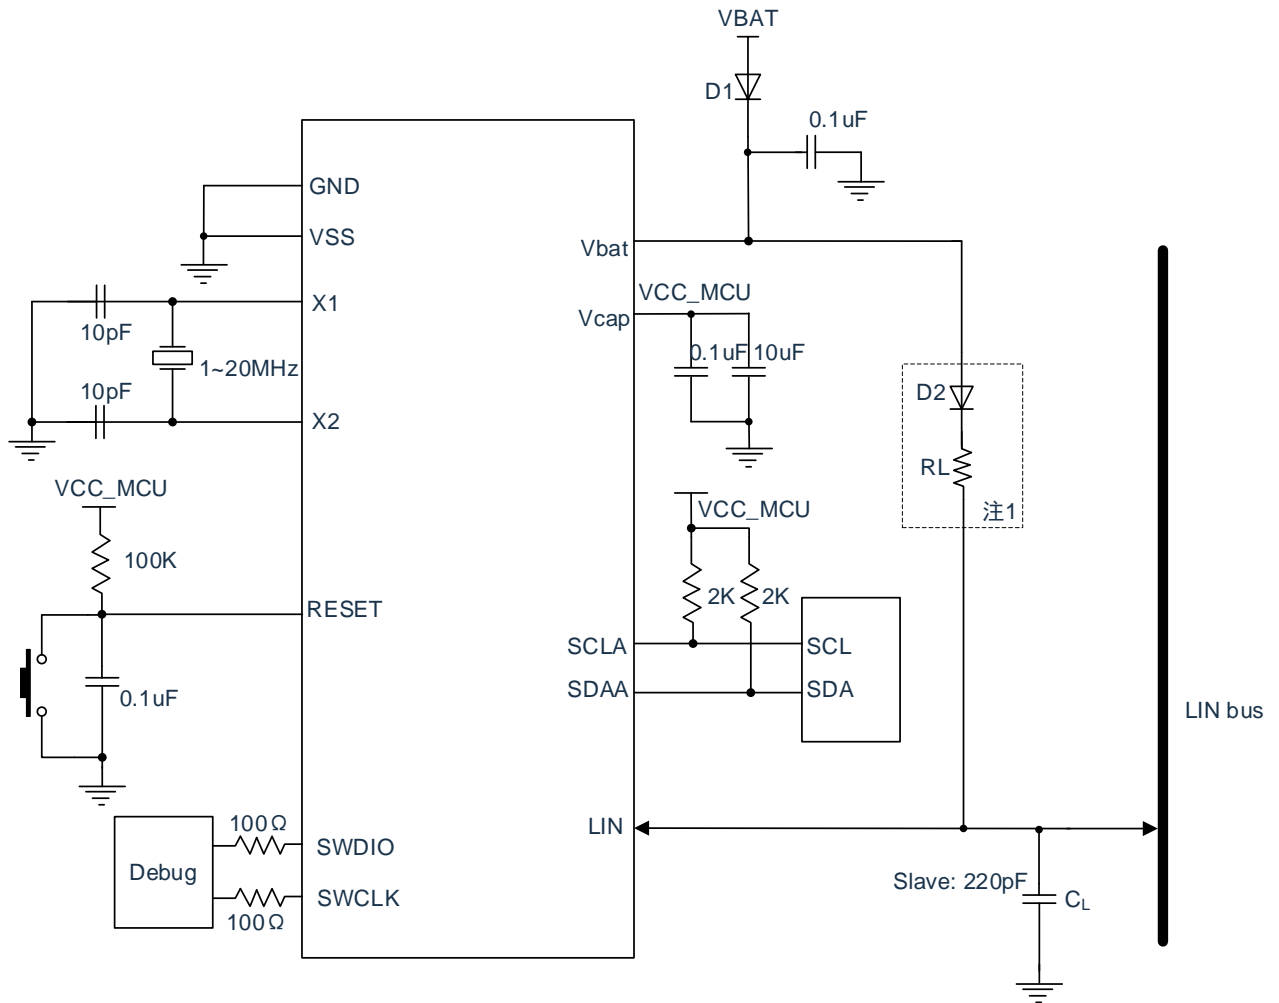 VBAT
D1
0.1uF
GND
VSS
Vbat
X1
10pF
VCC_MCU
Vcap
1~20MHz
0.1uF
10uF
10pF
X2
D2
RL
注1
VCC_MCU
100K
VCC_MCU
2K
2K
RESET
SCLA
SCL
SDAA
SDA
0.1uF
LIN bus
100Ω
LIN
SWDIO
Debug
SWCLK
100Ω
Slave: 220pF
CL